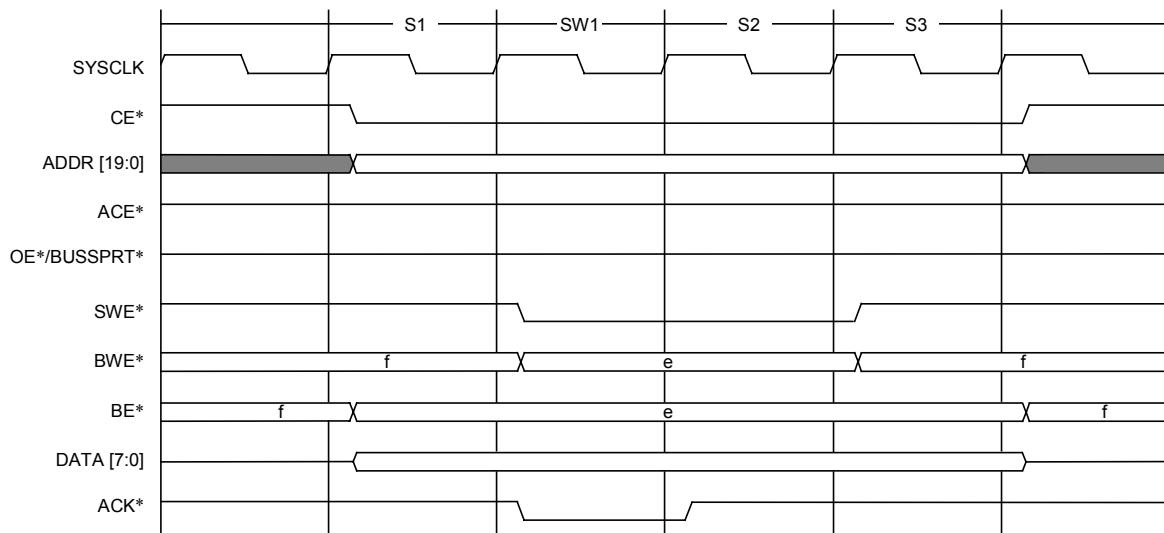 S1 SW1 S2 S3
SYSCLK
CE*
ADDR [19:0]
ACE*
OE*/BUSSPRT*
SWE*
BWE* f e f
BE* f e f
DATA [7:0]
ACK*